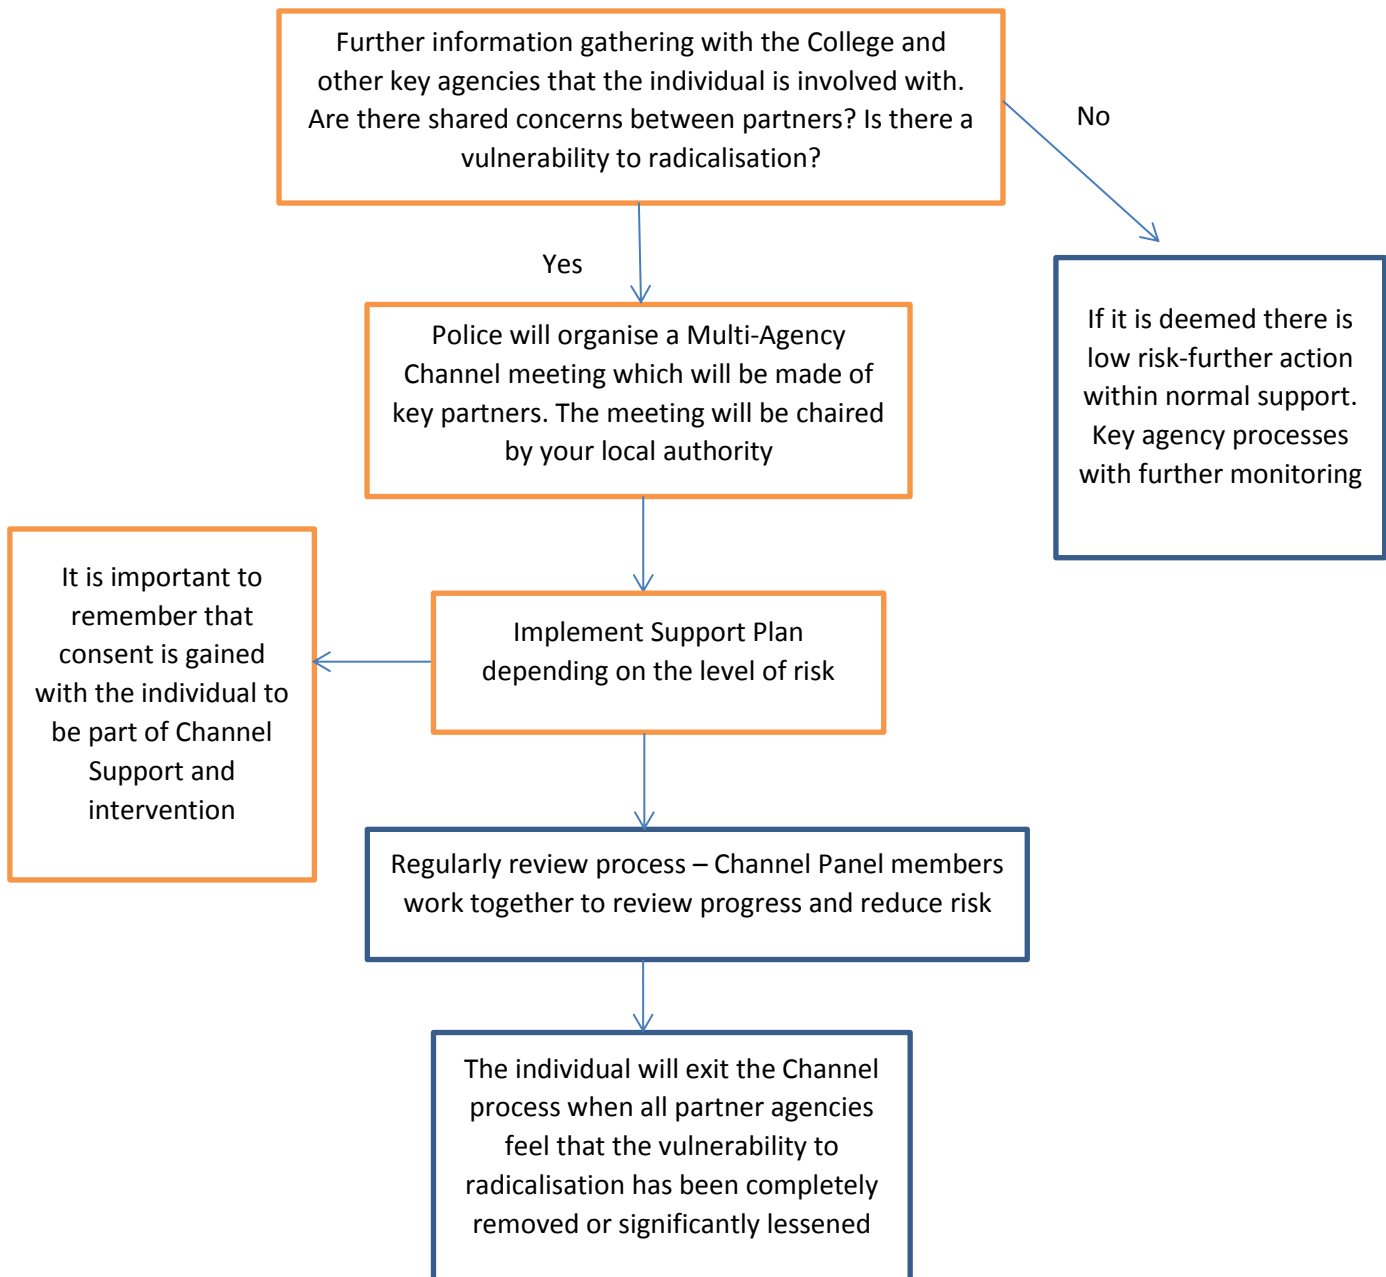 Further information gathering with the College and
other key agencies that the individual is involved with.
Are there shared concerns between partners? Is there a
vulnerability to radicalisation?
No
Yes
If it is deemed there is
low risk-further action
within normal support.
Key agency processes
with further monitoring
Police will organise a Multi-Agency
Channel meeting which will be made of
key partners. The meeting will be chaired
by your local authority
It is important to
remember that
consent is gained
with the individual to
be part of Channel
Support and
intervention
Implement Support Plan
depending on the level of risk
Regularly review process – Channel Panel members
work together to review progress and reduce risk
The individual will exit the Channel
process when all partner agencies
feel that the vulnerability to
radicalisation has been completely
removed or significantly lessened